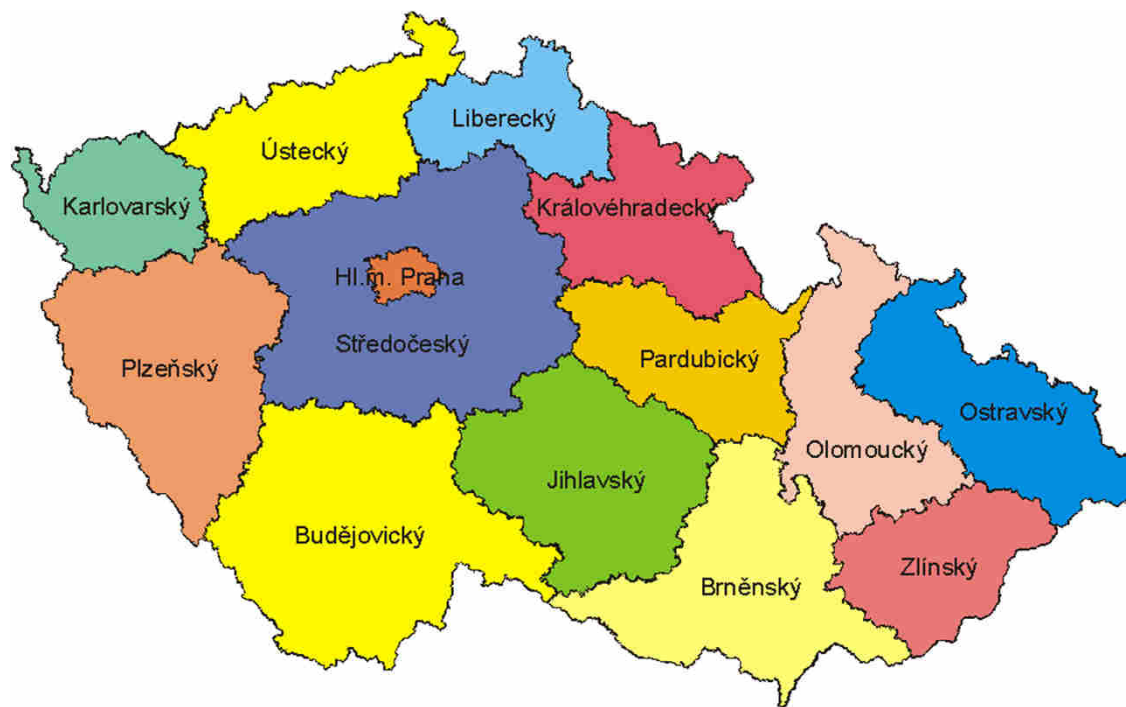 Liberecký
Ústecký
Karlovarský
Královéhradecký
Hl.m. Praha
Středočeský
Pardubický
Plzeňský
Ostravský
Olomoucký
Jihlavský
Budějovický
Zlínský
Brněnský